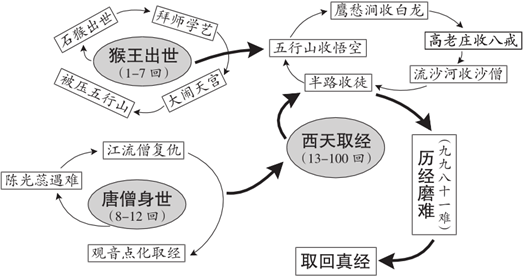 石猴出世
拜师学艺
猴王出世
(1-7回)
被压五行山
大闹天宫
鹰愁涧收白龙
五行山收悟空
高老庄收八戒
流沙河收沙僧
半路收徒
江流僧复仇
陈光蕊遇难
唐僧身世
(8-12回)
观音点化取经
西天取经
(13-100回)
历经磨难
(九九八十一难)
取回真经